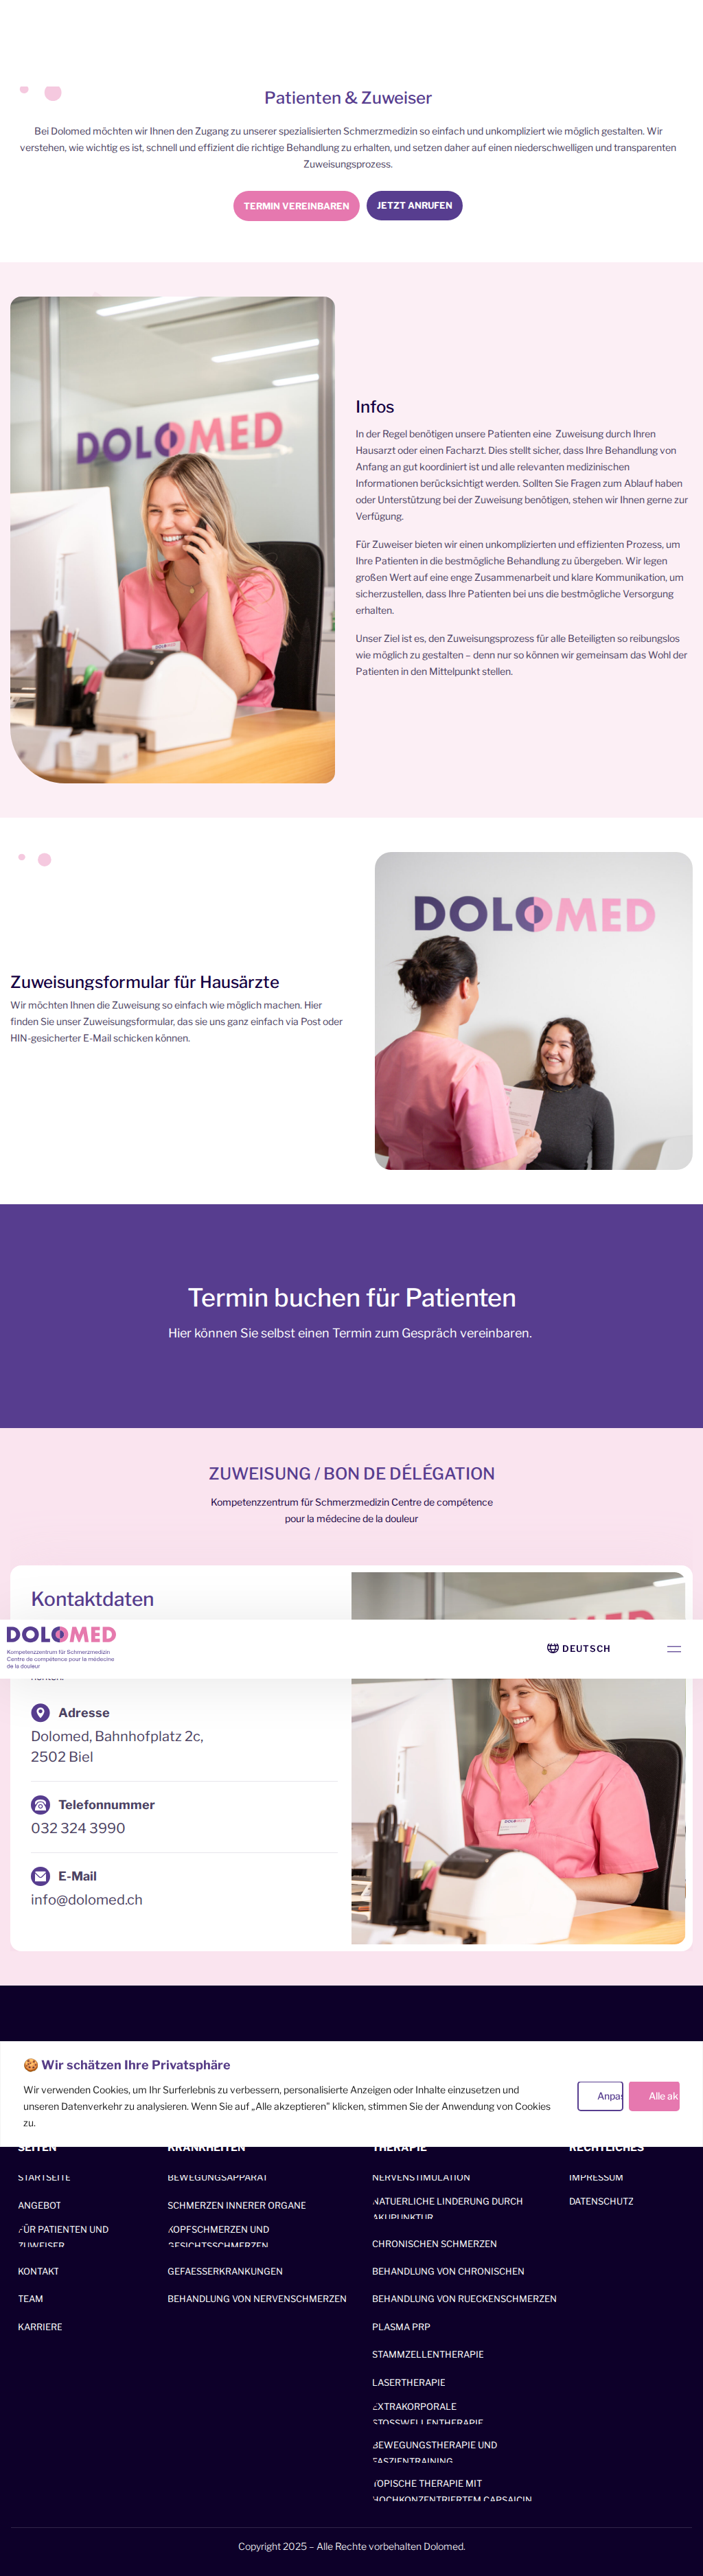 Patienten & Zuweiser
Bei Dolomed möchten wir Ihnen den Zugang zu unserer spezialisierten Schmerzmedizin so einfach und unkompliziert wie möglich gestalten. Wir
verstehen, wie wichtig es ist, schnell und effizient die richtige Behandlung zu erhalten, und setzen daher auf einen niederschwelligen und transparenten
Zuweisungsprozess.
TERMIN VEREINBAREN
JETZT ANRUFEN
DOLOMED
Infos
In der Regel benötigen unsere Patienten eine Zuweisung durch Ihren
Hausarzt oder einen Facharzt. Dies stellt sicher, dass Ihre Behandlung von
Anfang an gut koordiniert ist und alle relevanten medizinischen
Informationen berücksichtigt werden. Sollten Sie Fragen zum Ablauf haben
oder Unterstützung bei der Zuweisung benötigen, stehen wir Ihnen gerne zur
Verfügung.
Für Zuweiser bieten wir einen unkomplizierten und effizienten Prozess, um
Ihre Patienten in die bestmögliche Behandlung zu übergeben. Wir legen
großen Wert auf eine enge Zusammenarbeit und klare Kommunikation, um
sicherzustellen, dass Ihre Patienten bei uns die bestmögliche Versorgung
erhalten.
Unser Ziel ist es, den Zuweisungsprozess für alle Beteiligten so reibungslos
wie möglich zu gestalten – denn nur so können wir gemeinsam das Wohl der
Patienten in den Mittelpunkt stellen.
DOLOMED
Zuweisungsformular für Hausärzte
Wir möchten Ihnen die Zuweisung so einfach wie möglich machen. Hier
finden Sie unser Zuweisungsformular, das sie uns ganz einfach via Post oder
HIN-gesicherter E-Mail schicken können.
Termin buchen für Patienten
Hier können Sie selbst einen Termin zum Gespräch vereinbaren.
ZUWEISUNG / BON DE DÉLÉGATION
Kompetenzzentrum für Schmerzmedizin Centre de compétence
pour la médecine de la douleur
Kontaktdaten
DOLOMED
Kompetenzzentrum für Schmerzmedizin
Centre de compétence pour la médecine
de la douleur
DEUTSCH
Adresse
Dolomed, Bahnhofplatz 2c,
2502 Biel
Telefonnummer
032 324 3990
E-Mail
info@dolomed.ch
🍪 Wir schätzen Ihre Privatsphäre
Wir verwenden Cookies, um Ihr Surferlebnis zu verbessern, personalisierte Anzeigen oder Inhalte einzusetzen und
unseren Datenverkehr zu analysieren. Wenn Sie auf „Alle akzeptieren" klicken, stimmen Sie der Anwendung von Cookies
zu.
Anpas
Alle ak
SEITEN
STARTSEITE
ANGEBOT
FÜR PATIENTEN UND
ZUWEISER
KONTAKT
TEAM
KARRIERE
KRANKHEITEN
BEWEGUNGSAPPARAT
SCHMERZEN INNERER ORGANE
KOPFSCHMERZEN UND
GESICHTSSCHMERZEN
GEFAESSERKRANKUNGEN
BEHANDLUNG VON NERVENSCHMERZEN
THERAPIE
NERVENSTIMULATION
NATUERLICHE LINDERUNG DURCH
AKUPUNKTUR
CHRONISCHEN SCHMERZEN
BEHANDLUNG VON CHRONISCHEN
BEHANDLUNG VON RUECKENSCHMERZEN
PLASMA PRP
STAMMZELLENTHERAPIE
LASERTHERAPIE
EXTRAKORPORALE
STOSSWELLENTHERAPIE
BEWEGUNGSTHERAPIE UND
FASZIENTRAINING
TOPISCHE THERAPIE MIT
HOCHKONZENTRIERTEM CAPSAICIN
RECHTLICHES
IMPRESSUM
DATENSCHUTZ
Copyright 2025 – Alle Rechte vorbehalten Dolomed.